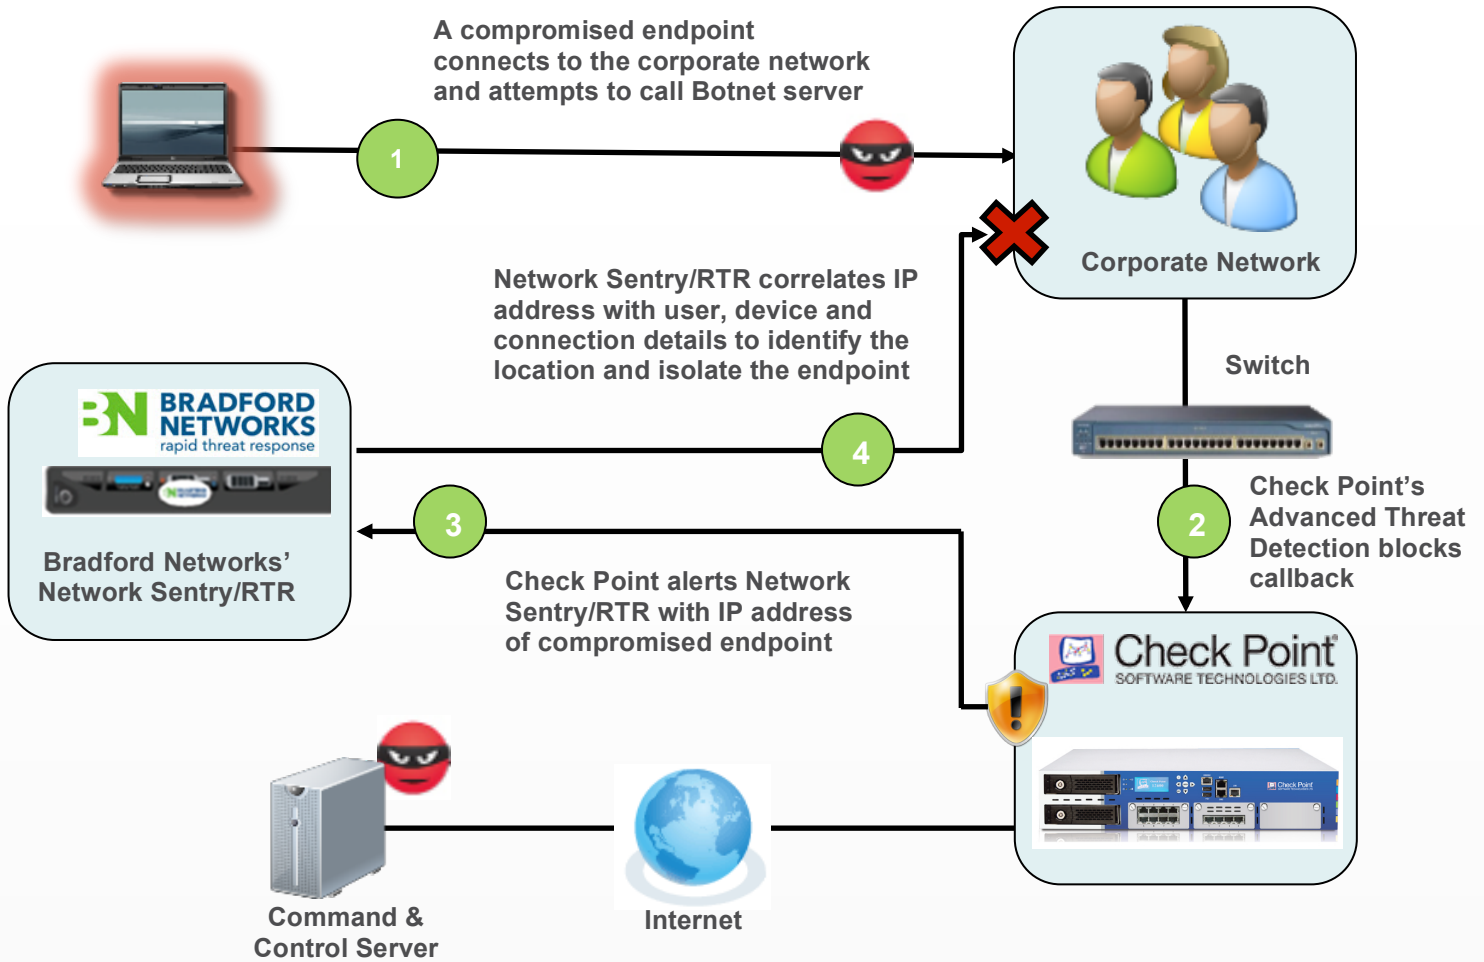 A compromised endpoint
connects to the corporate network
and attempts to call Botnet server
1
Corporate Network
Network Sentry/RTR correlates IP
address with user, device and
connection details to identify the
location and isolate the endpoint
Switch
BN BRADFORD
NETWORKS
rapid threat response
4
Check Point's
Advanced Threat
Detection blocks
callback
2
3
Bradford Networks'
Network Sentry/RTR
Check Point alerts Network
Sentry/RTR with IP address
of compromised endpoint
Check Point
SOFTWARE TECHNOLOGIES LTD.
Check Point
Internet
Command &
Control Server